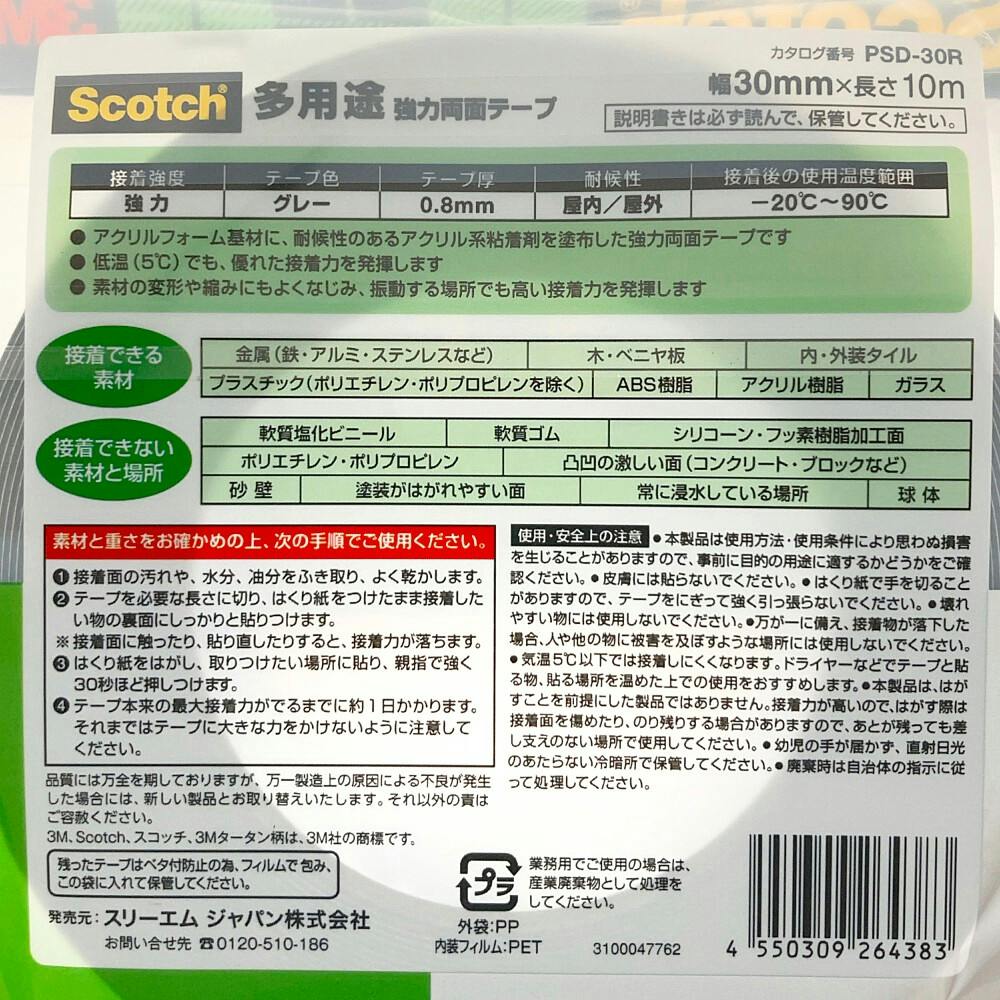 カタログ番号 PSD-30R
Scotch® 多用途 強力両面テープ
幅30mm×長さ10m
説明書きは必ず読んで、保管してください。
接着強度 テープ色 テープ厚 耐候性 接着後の使用温度範囲
強力 グレー 0.8mm 屋内／屋外 −20℃〜90℃
● アクリルフォーム基材に、耐候性のあるアクリル系粘着剤を塗布した強力両面テープです
● 低温（5℃）でも、優れた接着力を発揮します
● 素材の変形や縮みにもよくなじみ、振動する場所でも高い接着力を発揮します
接着できる
素材
金属（鉄・アルミ・ステンレスなど） 木・ベニヤ板 内・外装タイル
プラスチック（ポリエチレン・ポリプロピレンを除く） ABS樹脂 アクリル樹脂 ガラス
接着できない
素材と場所
軟質塩化ビニール 軟質ゴム シリコーン・フッ素樹脂加工面
ポリエチレン・ポリプロピレン 凸凹の激しい面（コンクリート・ブロックなど）
砂壁 塗装がはがれやすい面 常に浸水している場所 球体
素材と重さをお確かめの上、次の手順でご使用ください。
❶ 接着面の汚れや、水分、油分をふき取り、よく乾かします。
❷ テープを必要な長さに切り、はくり紙をつけたまま接着した
い物の裏面にしっかりと貼りつけます。
※ 接着面に触ったり、貼り直したりすると、接着力が落ちます。
❸ はくり紙をはがし、取りつけたい場所に貼り、親指で強く
30秒ほど押しつけます。
❹ テープ本来の最大接着力がでるまでに約1日かかります。
それまではテープに大きな力をかけないように注意して
ください。
使用・安全上の注意 ●本製品は使用方法・使用条件により思わぬ損害
を生じることがありますので、事前に目的の用途に適するかどうかをご確
認ください。●皮膚には貼らないでください。●はくり紙で手を切ること
がありますので、テープをにぎって強く引っ張らないでください。●壊れ
やすい物には使用しないでください。●万が一に備え、接着物が落下した
場合、人や他の物に被害を及ぼすような場所には使用しないでください。
●気温5℃以下では接着しにくくなります。ドライヤーなどでテープと貼
る物、貼る場所を温めた上での使用をおすすめします。●本製品は、はが
すことを前提にした製品ではありません。接着力が高いので、はがす際は
接着面を傷めたり、のり残りする場合がありますので、あとが残っても差
し支えのない場所で使用してください。●幼児の手が届かず、直射日光
のあたらない冷暗所で保管してください。●廃棄時は自治体の指示に従
って処理してください。
品質には万全を期しておりますが、万一製造上の原因による不良が発生
した場合には、新しい製品とお取り替えいたします。それ以外の責は
ご容赦ください。
3M、Scotch、スコッチ、3Mタータン柄は、3M社の商標です。
残ったテープはベタ付防止の為、フィルムで包み、
この袋に入れて保管してください。
発売元：スリーエム ジャパン株式会社
お問い合せ先 ☎0120-510-186
プラ
外袋：PP
内装フィルム：PET
業務用でご使用の場合は、
産業廃棄物として処理を
してください。
3100047762
4 550309 264383